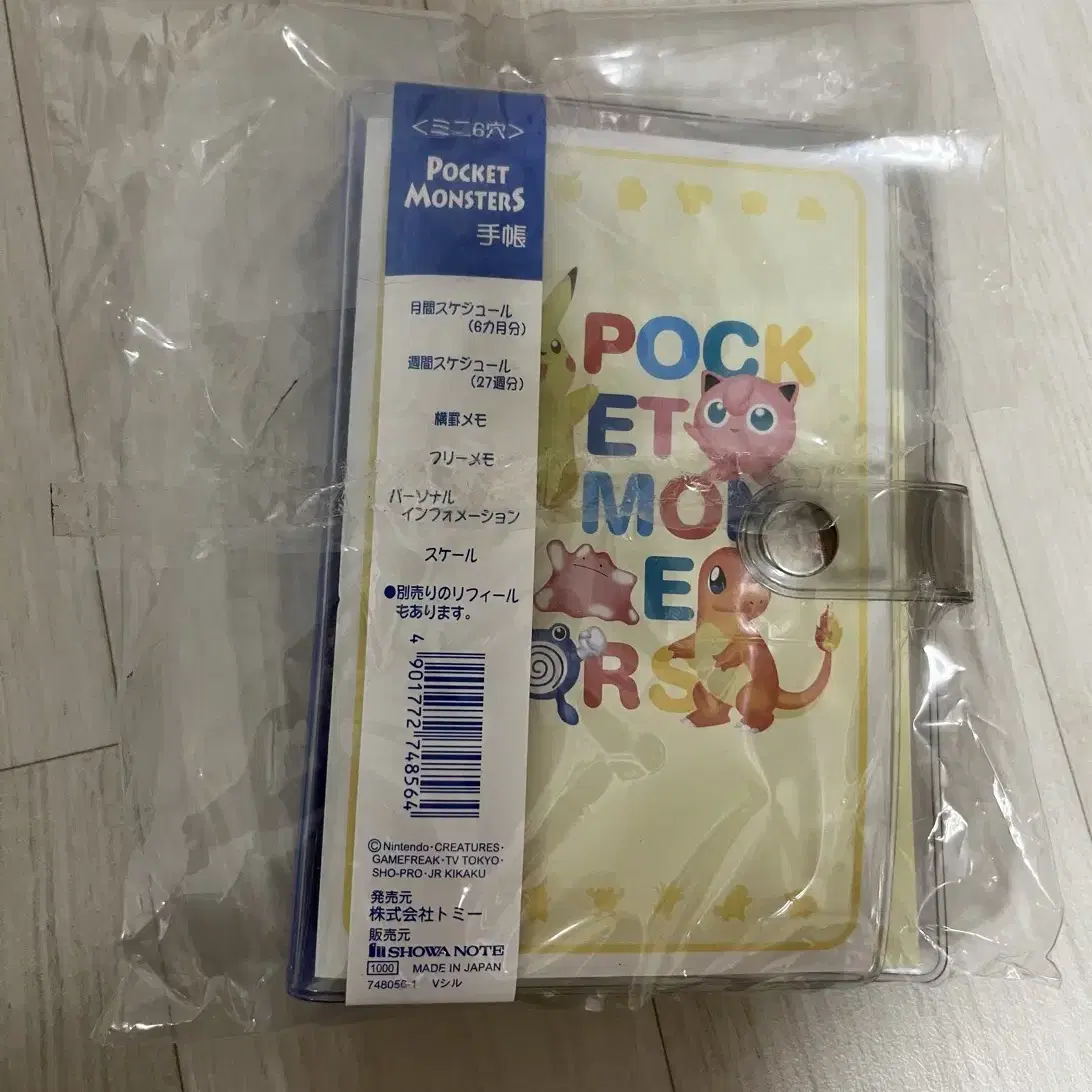 <ミニ6穴>
POCKET
MONSTERS
手帳
月間スケジュール
(6カ月分)
週間スケジュール
(27週分)
横罫メモ
フリーメモ
パーソナル
インフォメーション
スケール
●別売りのリフィール
もあります。
4901772748564
©Nintendo・CREATURES・
GAMEFREAK・TV TOKYO・
SHO-PRO・JR KIKAKU
発売元
株式会社トミー
販売元
SHOWA NOTE
1000 MADE IN JAPAN
748056-1 Vシル
POCK
ET
MON
E
RS